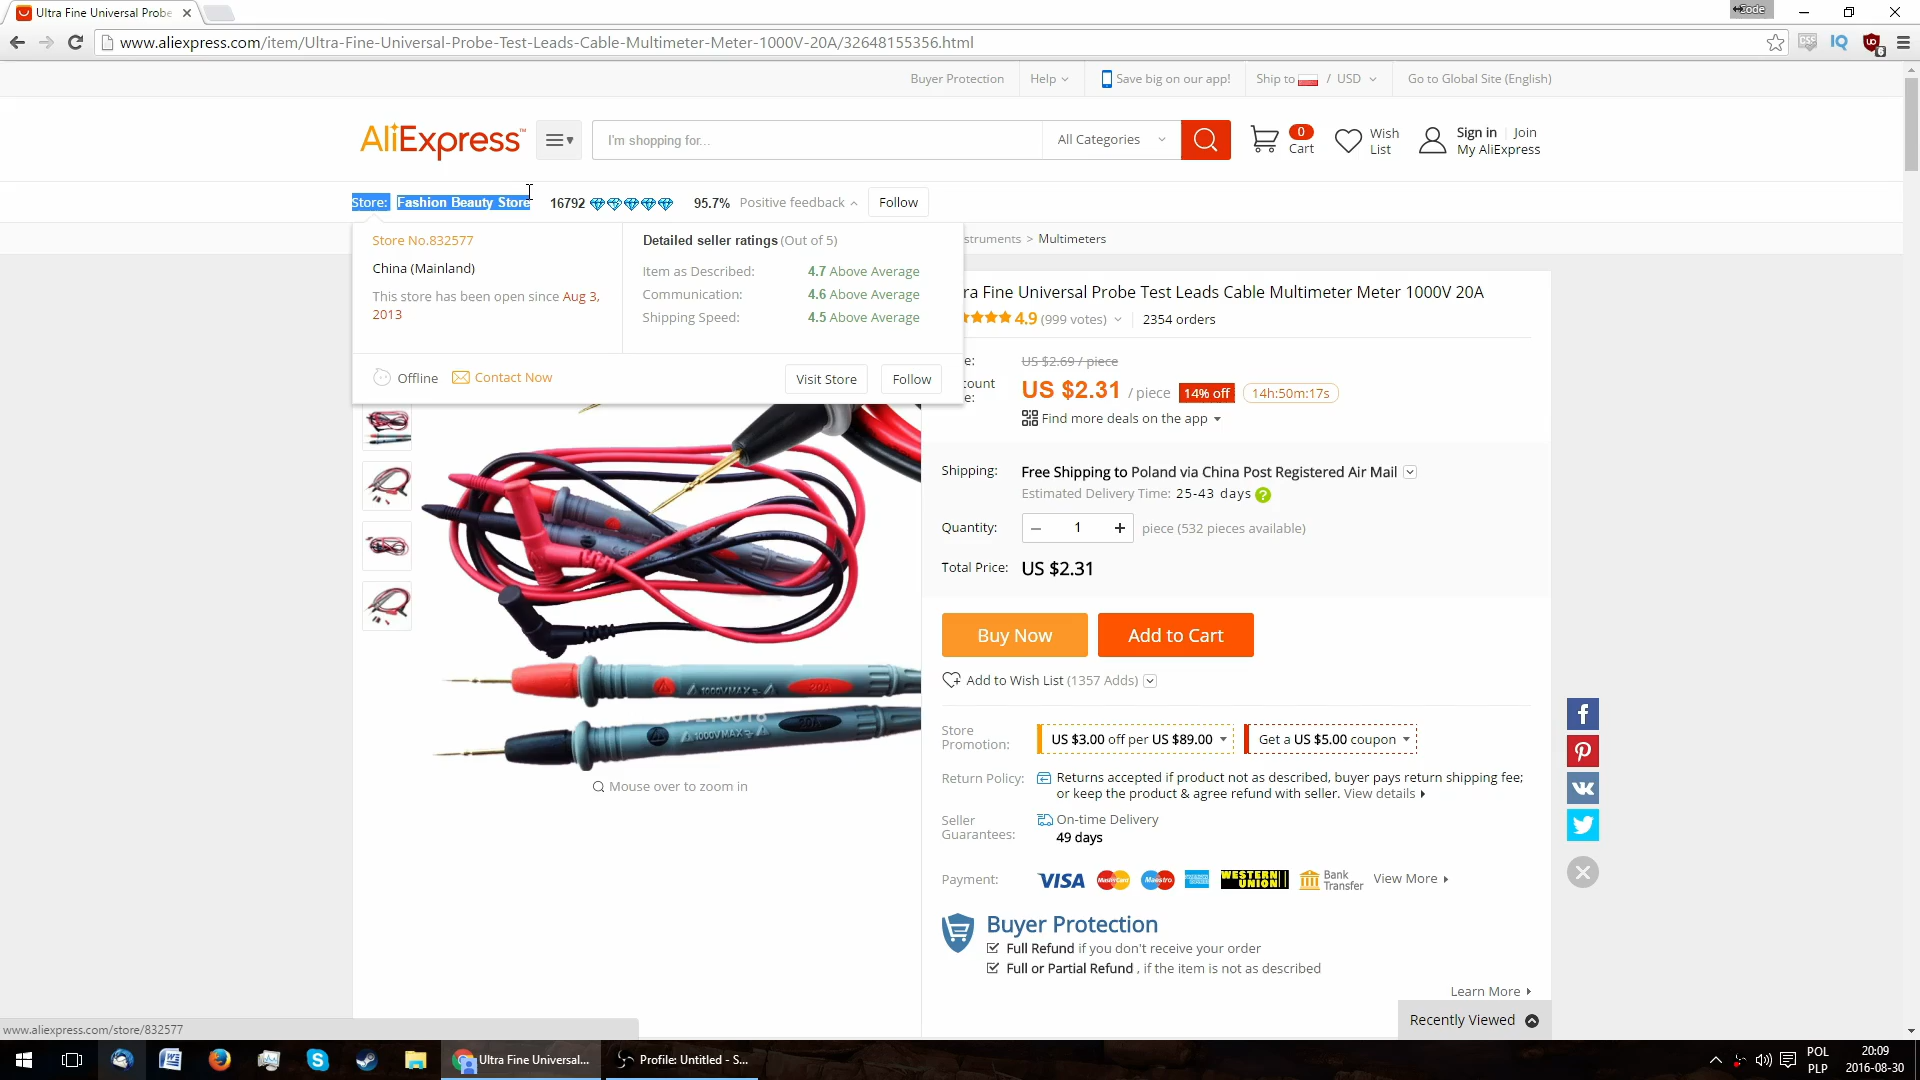 Ultra Fine Universal Probe
Code
www.aliexpress.com/item/Ultra-Fine-Universal-Probe-Test-Leads-Cable-Multimeter-Meter-1000V-20A/32648155356.html
Buyer Protection
Help
Save big on our app!
Ship to / USD
Go to Global Site (English)
AliExpress™
I'm shopping for...
All Categories
0
Cart
Wish
List
Sign in | Join
My AliExpress
Store: Fashion Beauty Store 16792 95.7% Positive feedback Follow
Store No.832577
China (Mainland)
This store has been open since Aug 3,
2013
Detailed seller ratings (Out of 5)
Item as Described: 4.7 Above Average
Communication: 4.6 Above Average
Shipping Speed: 4.5 Above Average
Offline Contact Now Visit Store Follow
struments > Multimeters
ra Fine Universal Probe Test Leads Cable Multimeter Meter 1000V 20A
4.9 (999 votes) 2354 orders
e: US $2.69 / piece
count
e: US $2.31 / piece 14% off 14h:50m:17s
Find more deals on the app
Shipping: Free Shipping to Poland via China Post Registered Air Mail
Estimated Delivery Time: 25-43 days ?
Quantity: − 1 + piece (532 pieces available)
Total Price: US $2.31
Buy Now
Add to Cart
Add to Wish List (1357 Adds)
1000V MAX
20A
1000V MAX
20A
Mouse over to zoom in
Store
Promotion: US $3.00 off per US $89.00 Get a US $5.00 coupon
Return Policy: Returns accepted if product not as described, buyer pays return shipping fee;
or keep the product & agree refund with seller. View details
Seller
Guarantees: On-time Delivery
49 days
Payment: VISA MasterCard Maestro WESTERN UNION Bank Transfer View More
Buyer Protection
Full Refund if you don't receive your order
Full or Partial Refund , if the item is not as described
Learn More
Recently Viewed
www.aliexpress.com/store/832577
Ultra Fine Universal...
Profile: Untitled - S...
POL
PLP
20:09
2016-08-30